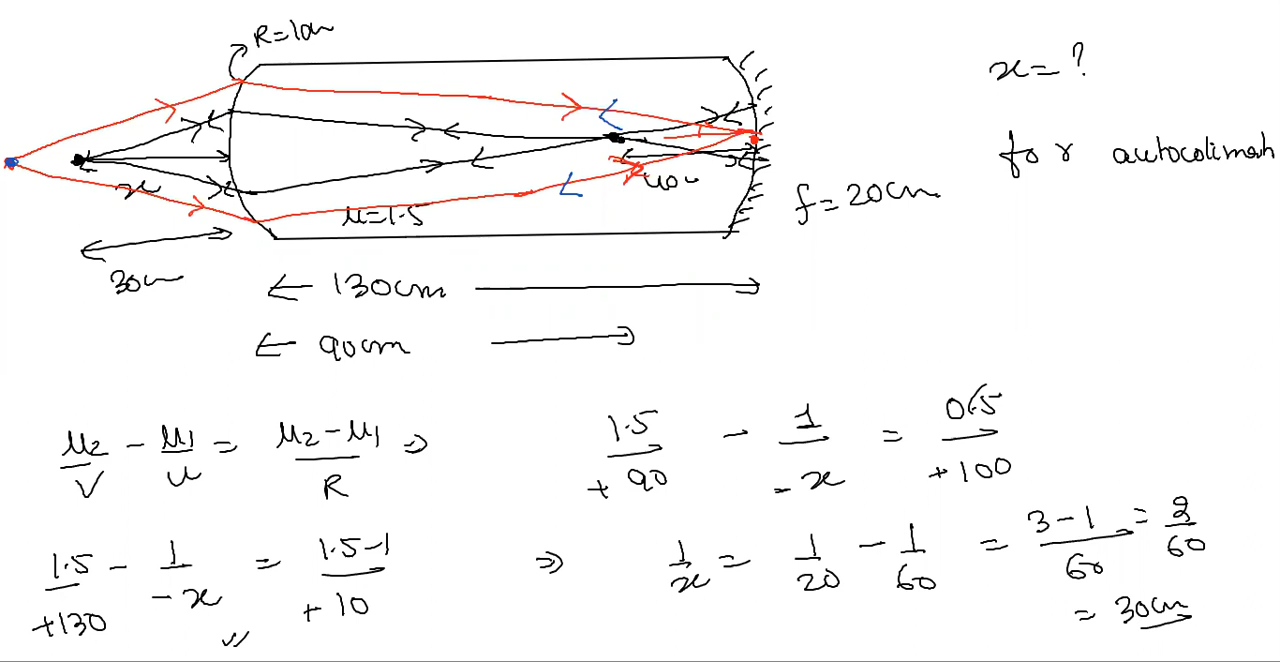 R=10cm
x=?
for autocolimah
x
40cm
f=20cm
μ=1.5
30cm
130cm
90cm
μ2/V - μ1/u = μ2-μ1/R ⇒
1.5/+90 - 1/-x = 0.5/+100
1.5/+130 - 1/-x = 1.5-1/+10
⇒ 1/x = 1/20 - 1/60 = 3-1/60 = 2/60
= 30cm